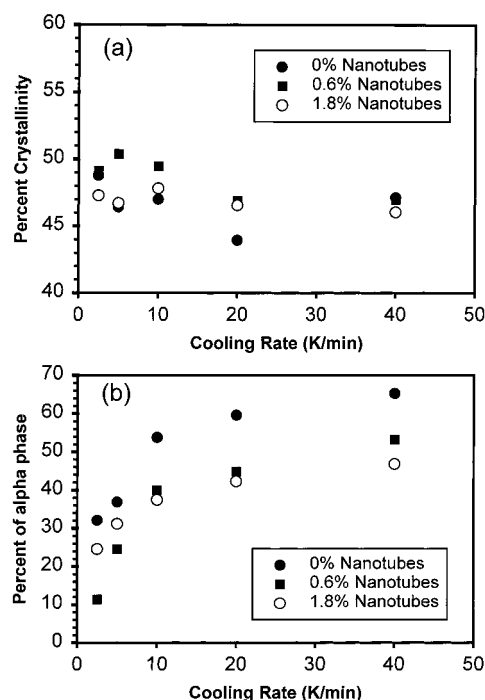 60
(a)
0% Nanotubes
0.6% Nanotubes
1.8% Nanotubes
55
50
45
40
Percent Crystallinity
0 10 20 30 40 50
Cooling Rate (K/min)
70
(b)
60
50
40
30
20
10
0
Percent of alpha phase
0% Nanotubes
0.6% Nanotubes
1.8% Nanotubes
0 10 20 30 40 50
Cooling Rate (K/min)